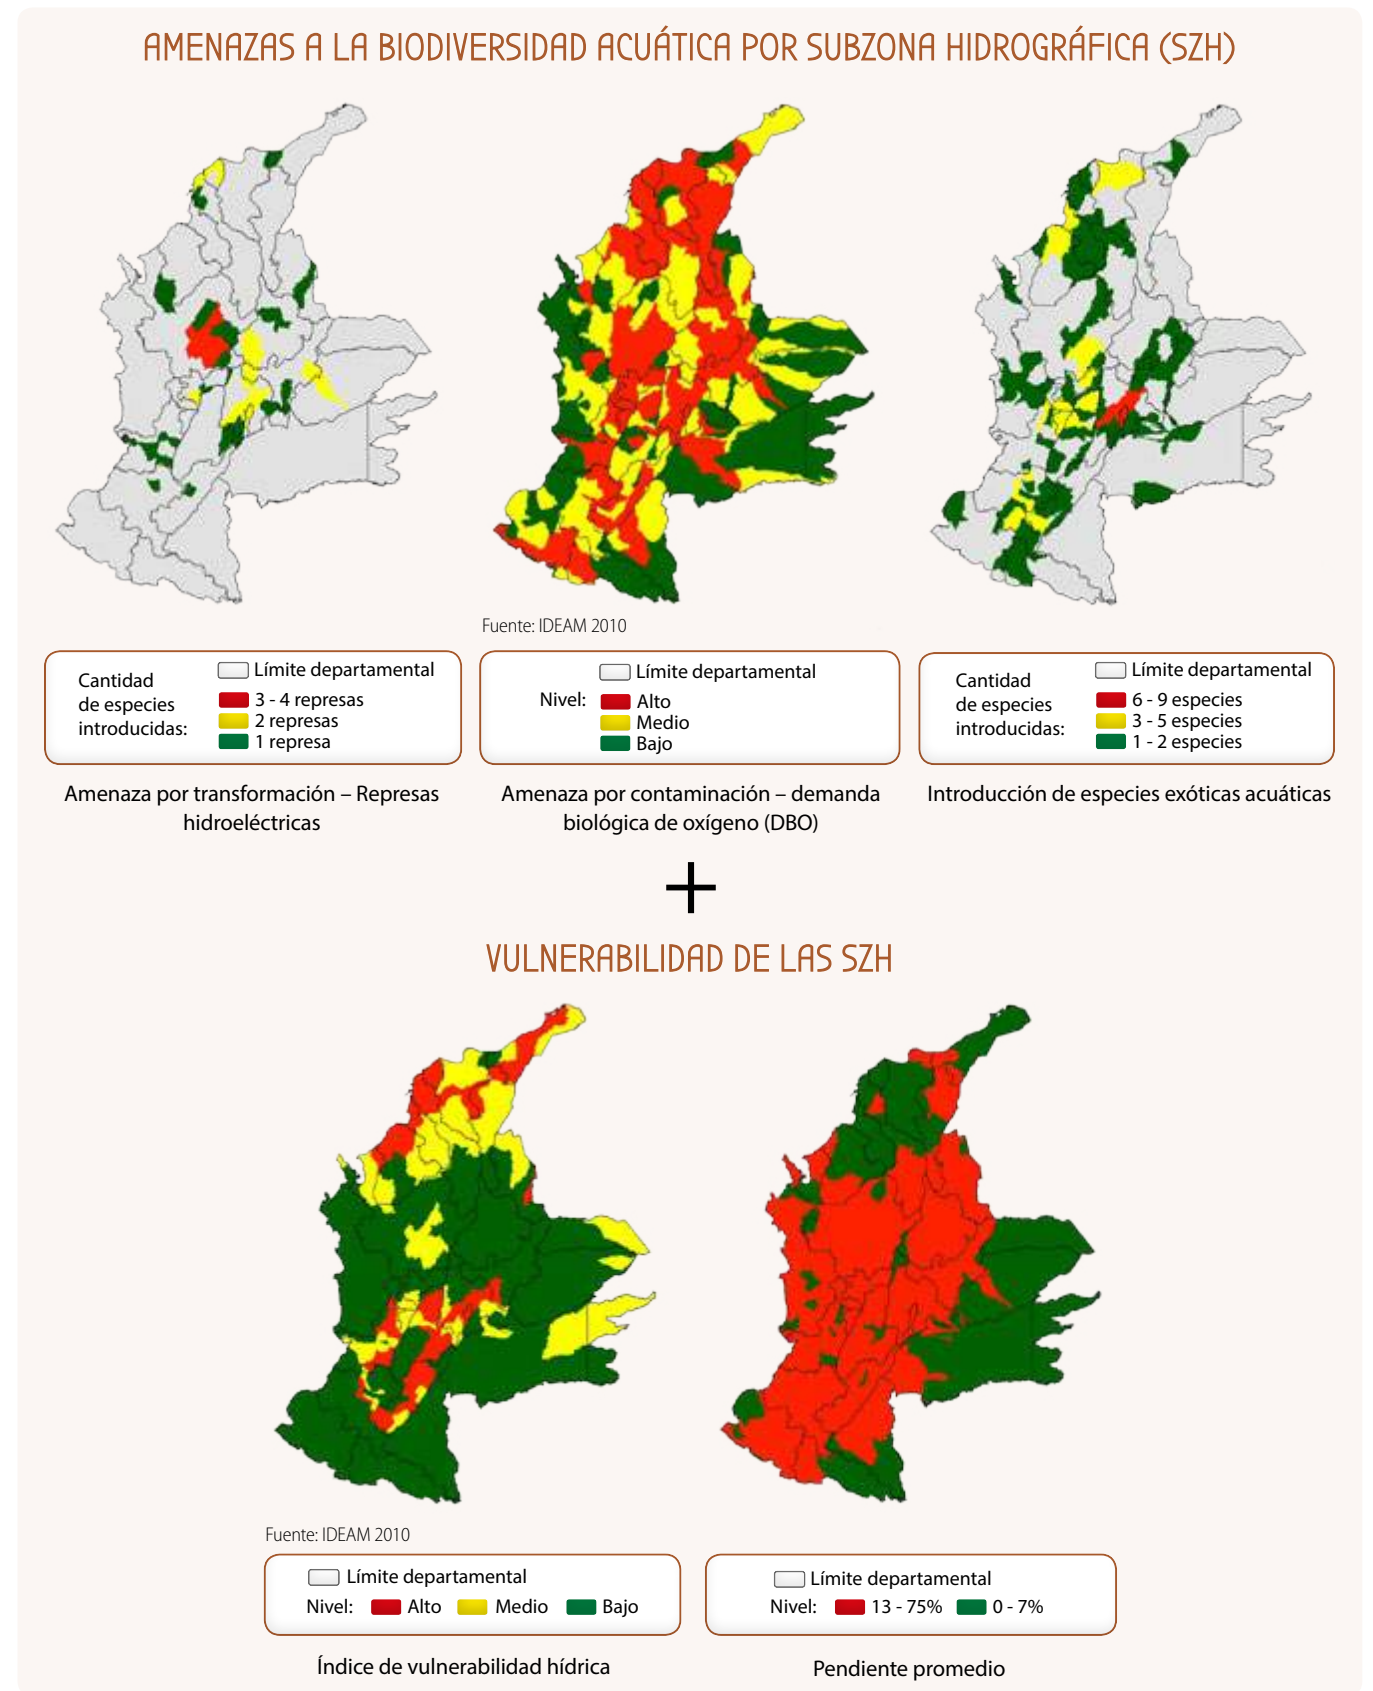 AMENAZAS A LA BIODIVERSIDAD ACUÁTICA POR SUBZONA HIDROGRÁFICA (SZH)
Fuente: IDEAM 2010
Cantidad
de especies
introducidas:
Límite departamental
3 - 4 represas
2 represas
1 represa
Nivel:
Límite departamental
Alto
Medio
Bajo
Cantidad
de especies
introducidas:
Límite departamental
6 - 9 especies
3 - 5 especies
1 - 2 especies
Amenaza por transformación – Represas
hidroeléctricas
Amenaza por contaminación – demanda
biológica de oxígeno (DBO)
Introducción de especies exóticas acuáticas
+
VULNERABILIDAD DE LAS SZH
Fuente: IDEAM 2010
Límite departamental
Nivel: Alto Medio Bajo
Límite departamental
Nivel: 13 - 75% 0 - 7%
Índice de vulnerabilidad hídrica
Pendiente promedio